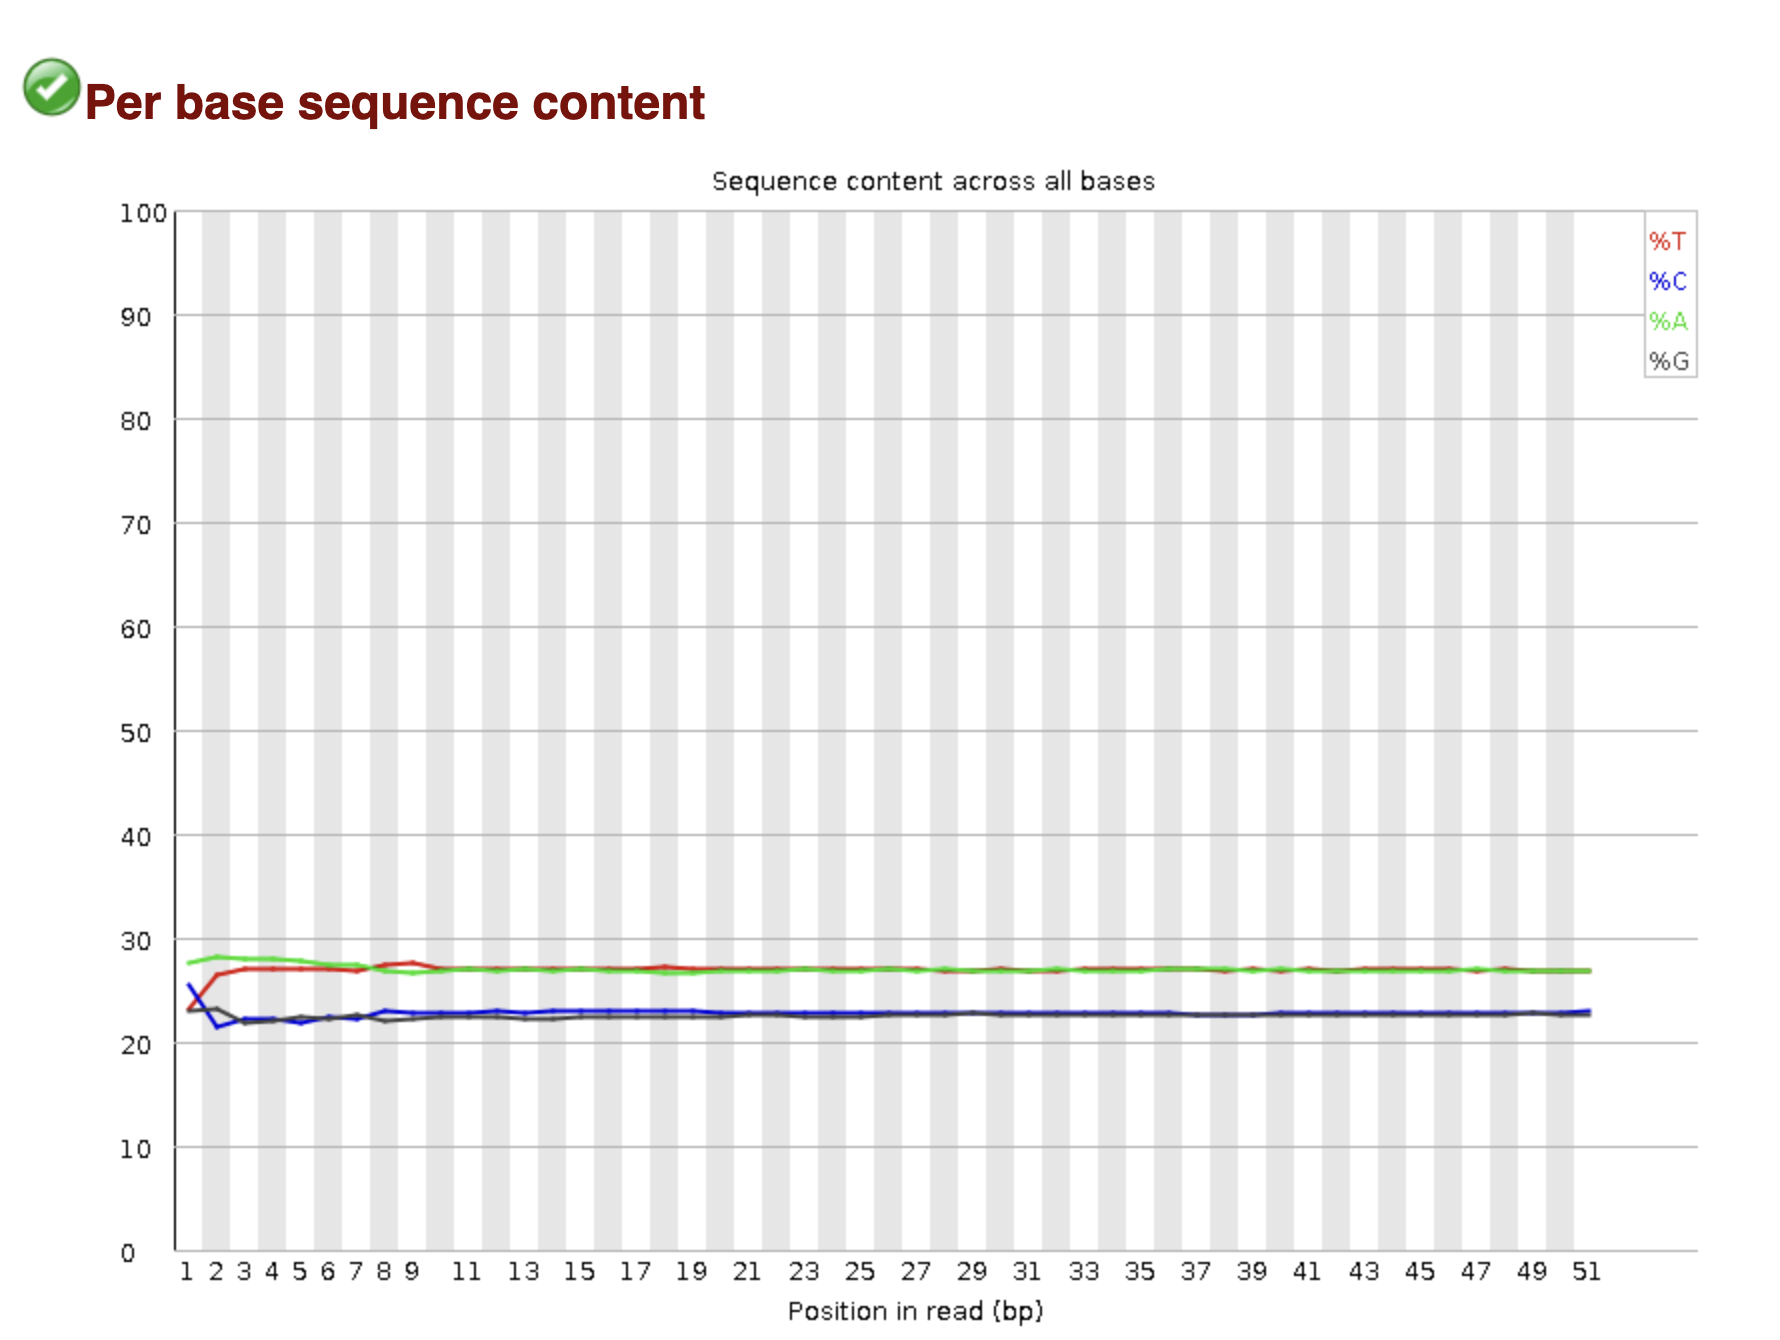 Per base sequence content
Sequence content across all bases
100
90
80
70
60
50
40
30
20
10
0
%T
%C
%A
%G
1 2 3 4 5 6 7 8 9 11 13 15 17 19 21 23 25 27 29 31 33 35 37 39 41 43 45 47 49 51
Position in read (bp)